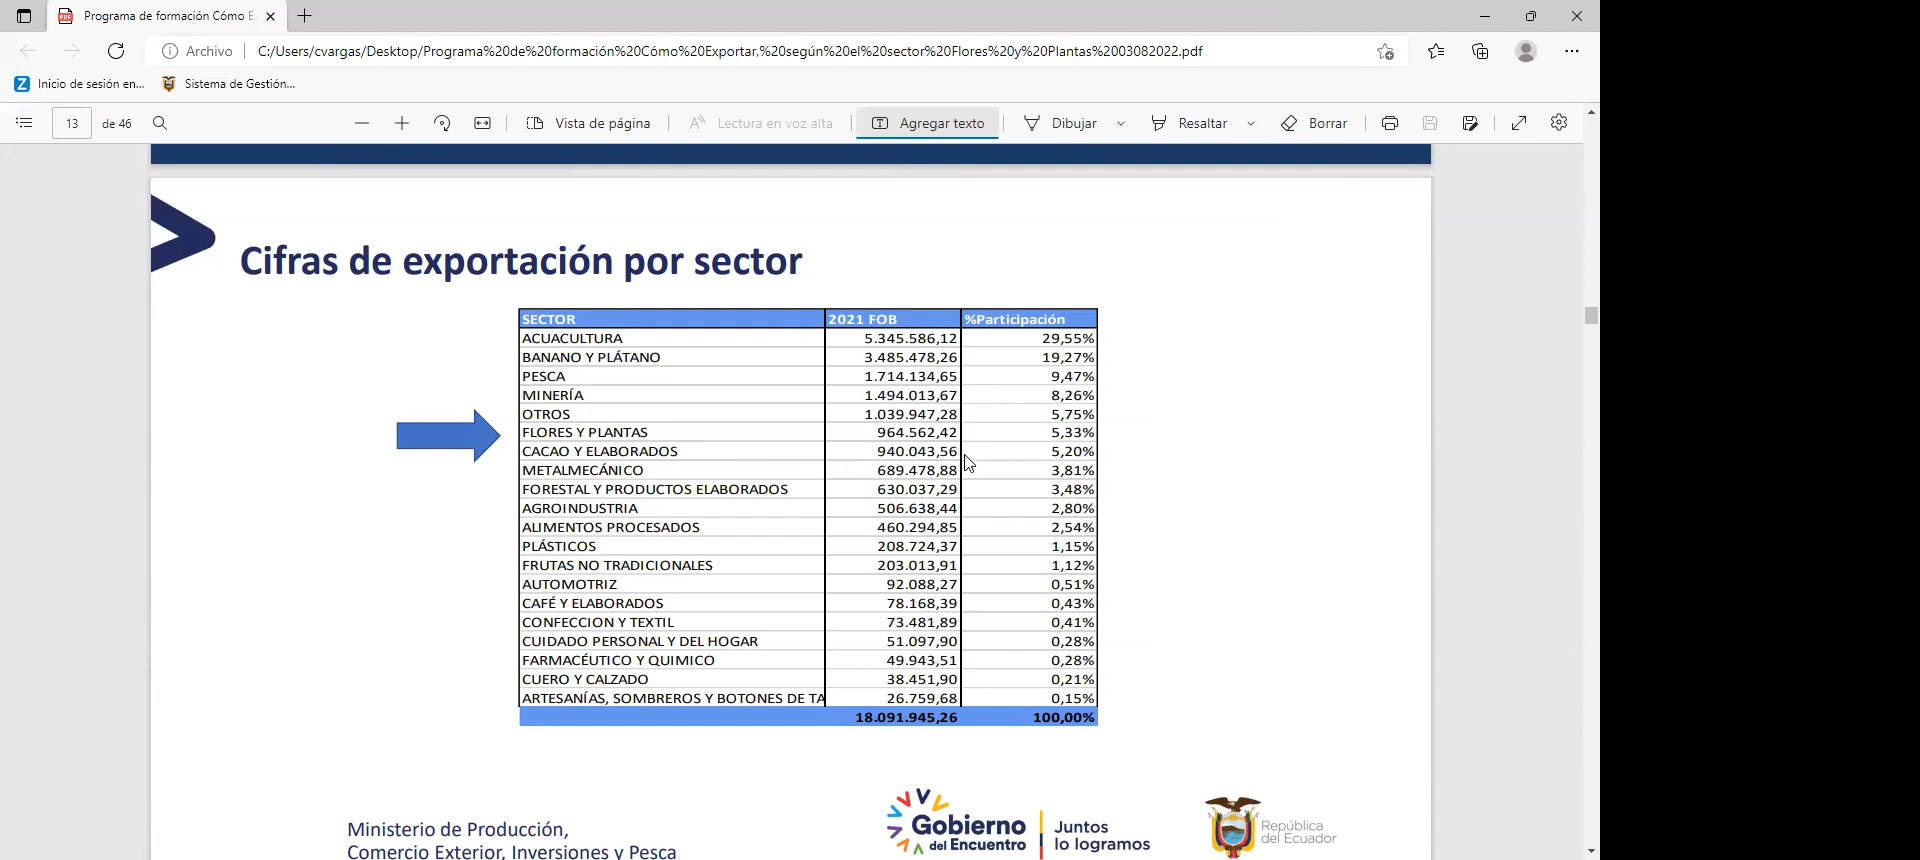 Programa de formación Cómo E
Archivo C:/Users/cvargas/Desktop/Programa%20de%20formación%20Cómo%20Exportar,%20según%20el%20sector%20Flores%20y%20Plantas%2003082022.pdf
Inicio de sesión en... Sistema de Gestión...
13 de 46 Vista de página Lectura en voz alta Agregar texto Dibujar Resaltar Borrar
Cifras de exportación por sector
SECTOR 2021 FOB %Participación
ACUACULTURA 5.345.586,12 29,55%
BANANO Y PLÁTANO 3.485.478,26 19,27%
PESCA 1.714.134,65 9,47%
MINERÍA 1.494.013,67 8,26%
OTROS 1.039.947,28 5,75%
FLORES Y PLANTAS 964.562,42 5,33%
CACAO Y ELABORADOS 940.043,56 5,20%
METALMECÁNICO 689.478,88 3,81%
FORESTAL Y PRODUCTOS ELABORADOS 630.037,29 3,48%
AGROINDUSTRIA 506.638,44 2,80%
ALIMENTOS PROCESADOS 460.294,85 2,54%
PLÁSTICOS 208.724,37 1,15%
FRUTAS NO TRADICIONALES 203.013,91 1,12%
AUTOMOTRIZ 92.088,27 0,51%
CAFÉ Y ELABORADOS 78.168,39 0,43%
CONFECCION Y TEXTIL 73.481,89 0,41%
CUIDADO PERSONAL Y DEL HOGAR 51.097,90 0,28%
FARMACÉUTICO Y QUIMICO 49.943,51 0,28%
CUERO Y CALZADO 38.451,90 0,21%
ARTESANÍAS, SOMBREROS Y BOTONES DE TA 26.759,68 0,15%
18.091.945,26 100,00%
Ministerio de Producción,
Comercio Exterior, Inversiones y Pesca
Gobierno
del Encuentro
Juntos
lo logramos
República
del Ecuador